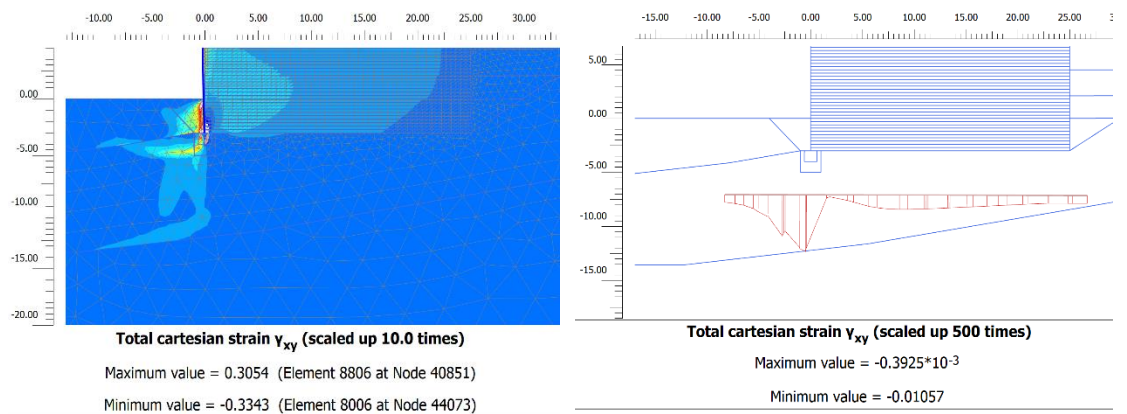 -10.00 -5.00 0.00 5.00 10.00 15.00 20.00 25.00 30.00
0.00
-5.00
-10.00
-15.00
-20.00
Total cartesian strain γxy (scaled up 10.0 times)
Maximum value = 0.3054 (Element 8806 at Node 40851)
Minimum value = -0.3343 (Element 8006 at Node 44073)
-15.00 -10.00 -5.00 0.00 5.00 10.00 15.00 20.00 25.00
5.00
0.00
-5.00
-10.00
-15.00
Total cartesian strain γxy (scaled up 500 times)
Maximum value = -0.3925*10-3
Minimum value = -0.01057